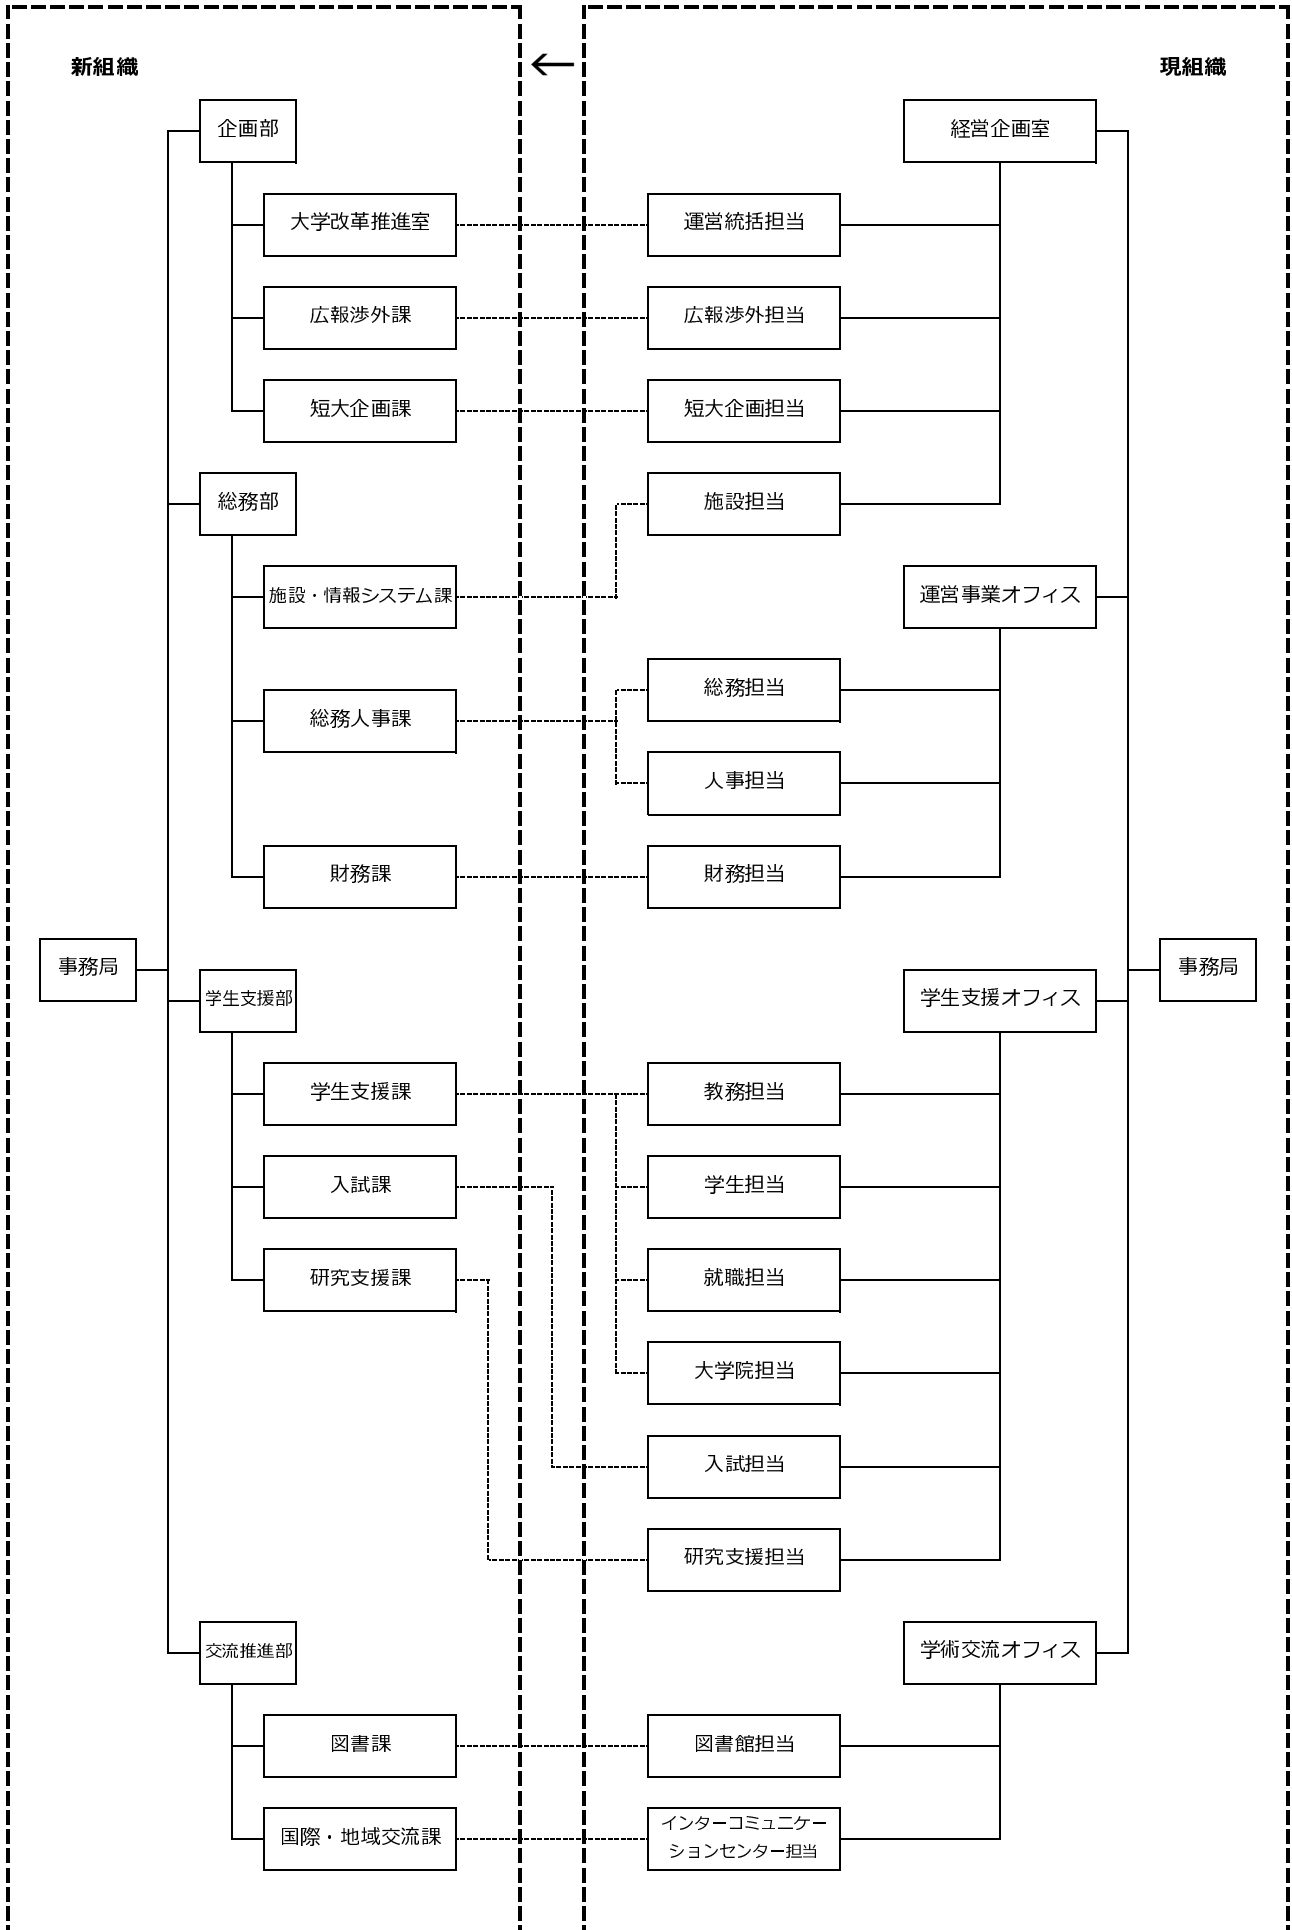 新組織
現組織
企画部
経営企画室
大学改革推進室
運営統括担当
広報渉外課
広報渉外担当
短大企画課
短大企画担当
総務部
施設担当
施設・情報システム課
運営事業オフィス
総務担当
総務人事課
人事担当
財務課
財務担当
事務局
事務局
学生支援部
学生支援オフィス
学生支援課
教務担当
入試課
学生担当
研究支援課
就職担当
大学院担当
入試担当
研究支援担当
交流推進部
学術交流オフィス
図書課
図書館担当
国際・地域交流課
インターコミュニケー
ションセンター担当